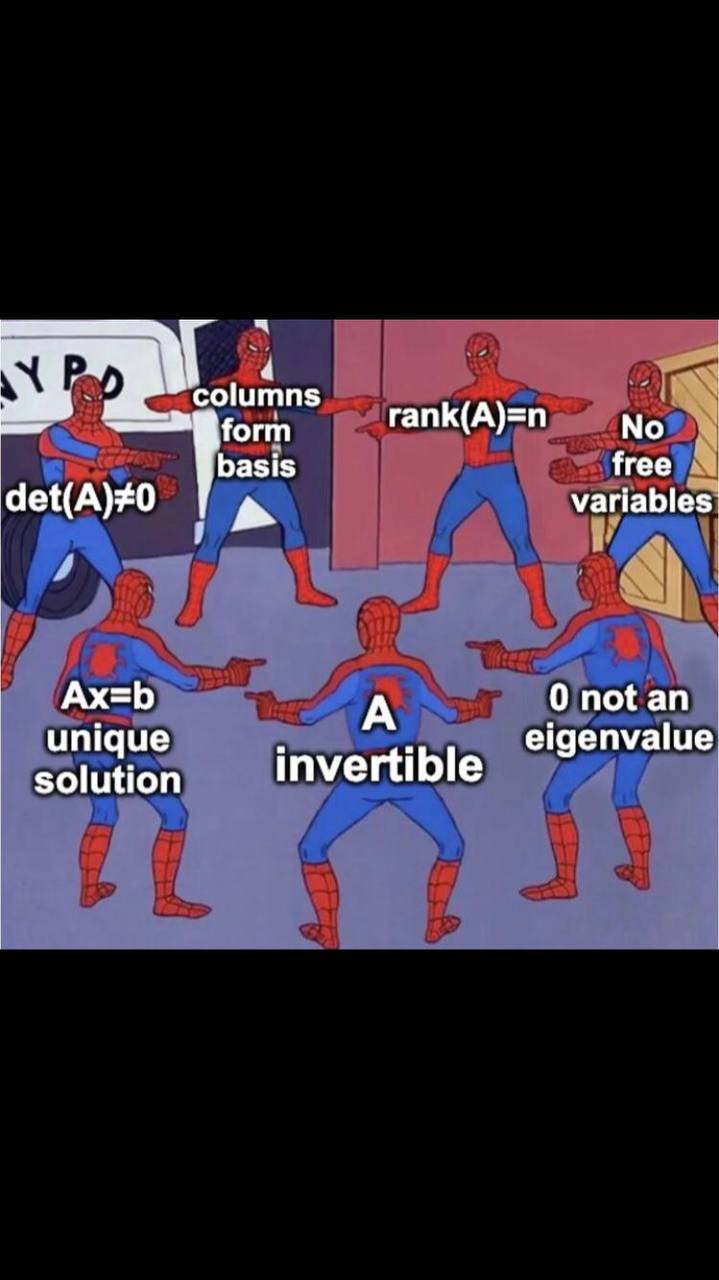 NYPD
columns
form
basis
rank(A)=n
No
free
variables
det(A)≠0
Ax=b
unique
solution
A
invertible
0 not an
eigenvalue